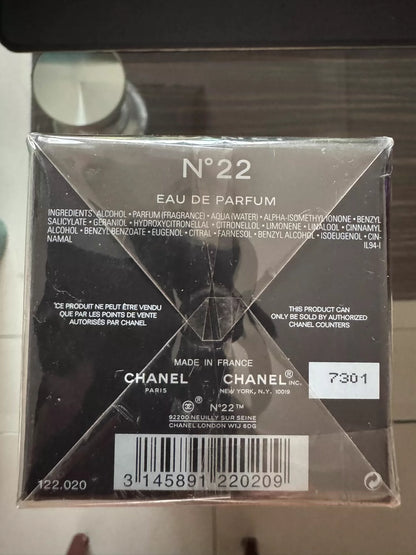 N°22
EAU DE PARFUM
INGREDIENTS: ALCOHOL • PARFUM (FRAGRANCE) • AQUA (WATER) • ALPHA-ISOMETHYL IONONE • BENZYL
SALICYLATE • GERANIOL • HYDROXYCITRONELLAL • CITRONELLOL • LIMONENE • LINALOOL • CINNAMYL
ALCOHOL • BENZYL BENZOATE • EUGENOL • CITRAL • FARNESOL • BENZYL ALCOHOL • ISOEUGENOL • CIN-
NAMAL IL94-I
"CE PRODUIT NE PEUT ÊTRE VENDU
QUE PAR LES POINTS DE VENTE
AUTORISÉS PAR CHANEL
THIS PRODUCT CAN
ONLY BE SOLD BY AUTHORIZED
CHANEL COUNTERS
MADE IN FRANCE
CHANEL
PARIS
CHANEL INC.
NEW YORK, N.Y. 10019
7301
®
N°22™
92200 NEUILLY SUR SEINE
CHANEL LONDON W1J 6DG
122.020
3 145891 220209